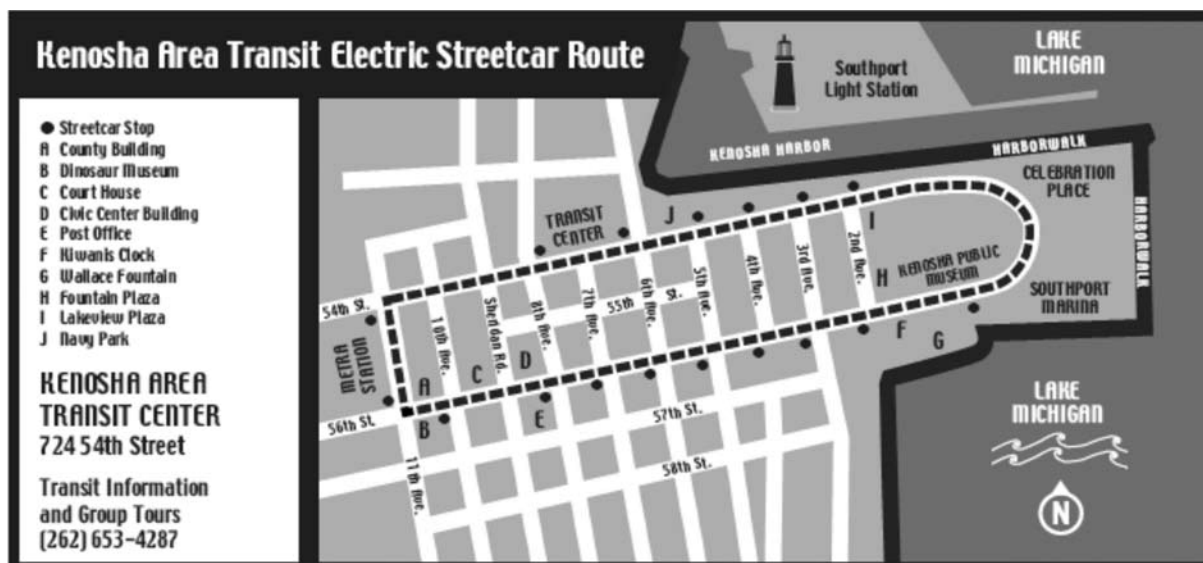 Kenosha Area Transit Electric Streetcar Route
Streetcar Stop
A County Building
B Dinosaur Museum
C Court House
D Civic Center Building
E Post Office
F Kiwanis Clock
G Wallace Fountain
H Fountain Plaza
I Lakeview Plaza
J Navy Park
KENOSHA AREA
TRANSIT CENTER
724 54th Street
Transit Information
and Group Tours
(262) 653-4287
LAKE
MICHIGAN
Southport
Light Station
KENOSHA HARBOR
HARBORWALK
CELEBRATION
PLACE
HARBORWALK
TRANSIT
CENTER
J
I
H
KENOSHA PUBLIC
MUSEUM
SOUTHPORT
MARINA
2nd Ave.
3rd Ave.
4th Ave.
5th Ave.
6th Ave.
7th Ave.
8th Ave.
Sheridan Rd.
10th Ave.
54th St.
55th St.
METRA
STATION
A
C
D
F
G
B
E
56th St.
57th St.
58th St.
11th Ave.
LAKE
MICHIGAN
N